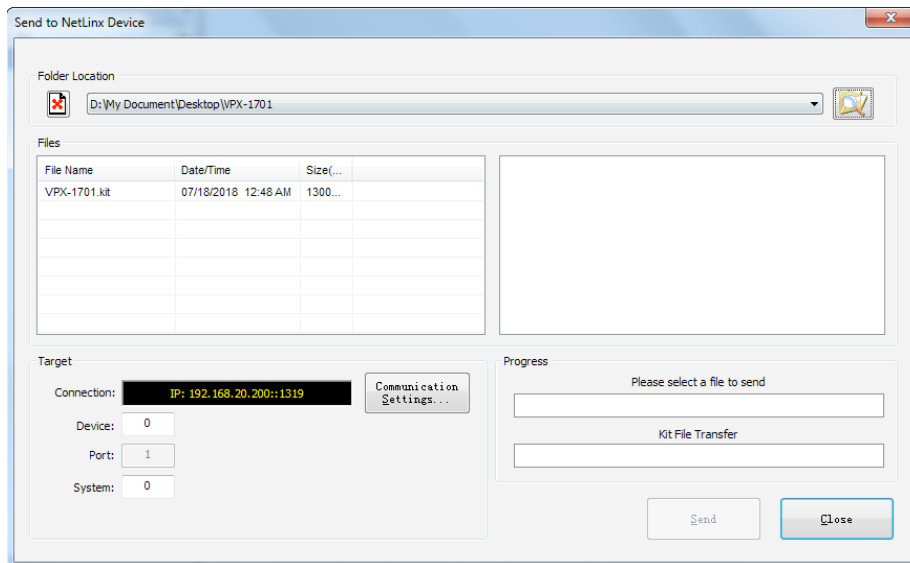 Send to NetLinx Device
Folder Location
D:\My Document\Desktop\VPX-1701
Files
File Name Date/Time Size(...
VPX-1701.kit 07/18/2018 12:48 AM 1300...
Target
Connection: IP: 192.168.20.200::1319
Communication
Settings...
Device: 0
Port: 1
System: 0
Progress
Please select a file to send
Kit File Transfer
Send
Close